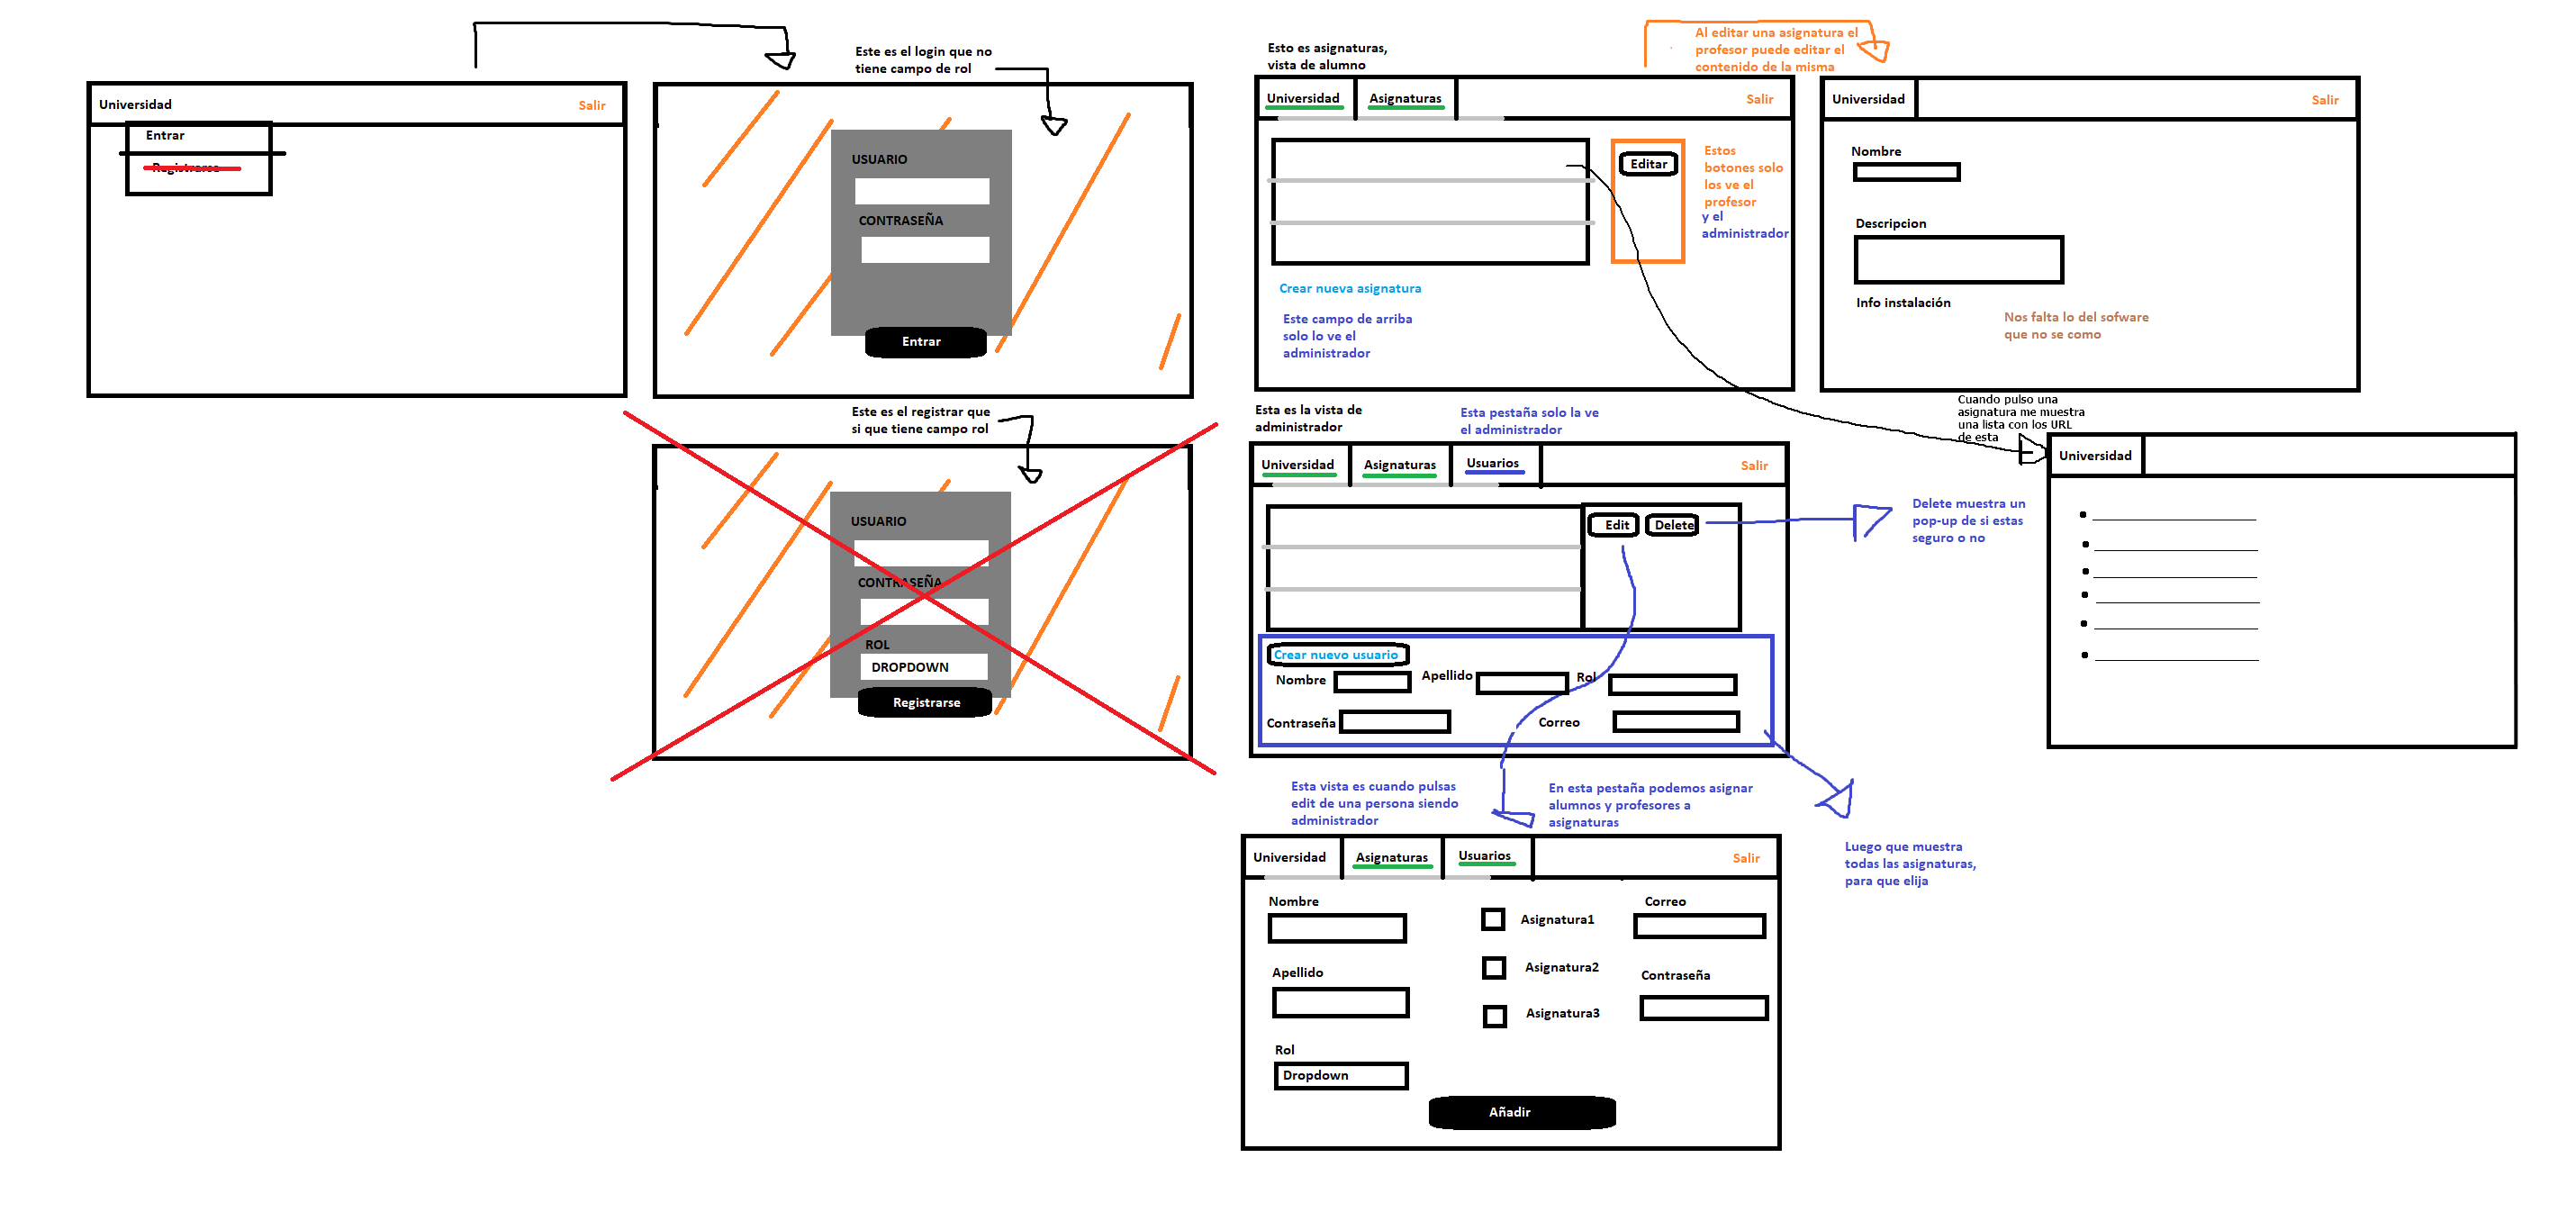 Universidad
Salir
Entrar
Registrarse
Este es el login que no
tiene campo de rol
USUARIO
CONTRASEÑA
Entrar
Este es el registrar que
si que tiene campo rol
USUARIO
CONTRASEÑA
ROL
DROPDOWN
Registrarse
Esto es asignaturas,
vista de alumno
Universidad
Asignaturas
Salir
Editar
Estos
botones solo
los ve el
profesor
y el
administrador
Crear nueva asignatura
Este campo de arriba
solo lo ve el
administrador
Al editar una asignatura el
profesor puede editar el
contenido de la misma
Universidad
Salir
Nombre
Descripcion
Info instalación
Nos falta lo del sofware
que no se como
Esta es la vista de
administrador
Esta pestaña solo la ve
el administrador
Universidad
Asignaturas
Usuarios
Salir
Edit
Delete
Crear nuevo usuario
Nombre
Apellido
Rol
Contraseña
Correo
Delete muestra un
pop-up de si estas
seguro o no
Cuando pulso una
asignatura me muestra
una lista con los URL
de esta
Universidad
Esta vista es cuando pulsas
edit de una persona siendo
administrador
En esta pestaña podemos asignar
alumnos y profesores a
asignaturas
Luego que muestra
todas las asignaturas,
para que elija
Universidad
Asignaturas
Usuarios
Salir
Nombre
Asignatura1
Correo
Apellido
Asignatura2
Contraseña
Asignatura3
Rol
Dropdown
Añadir